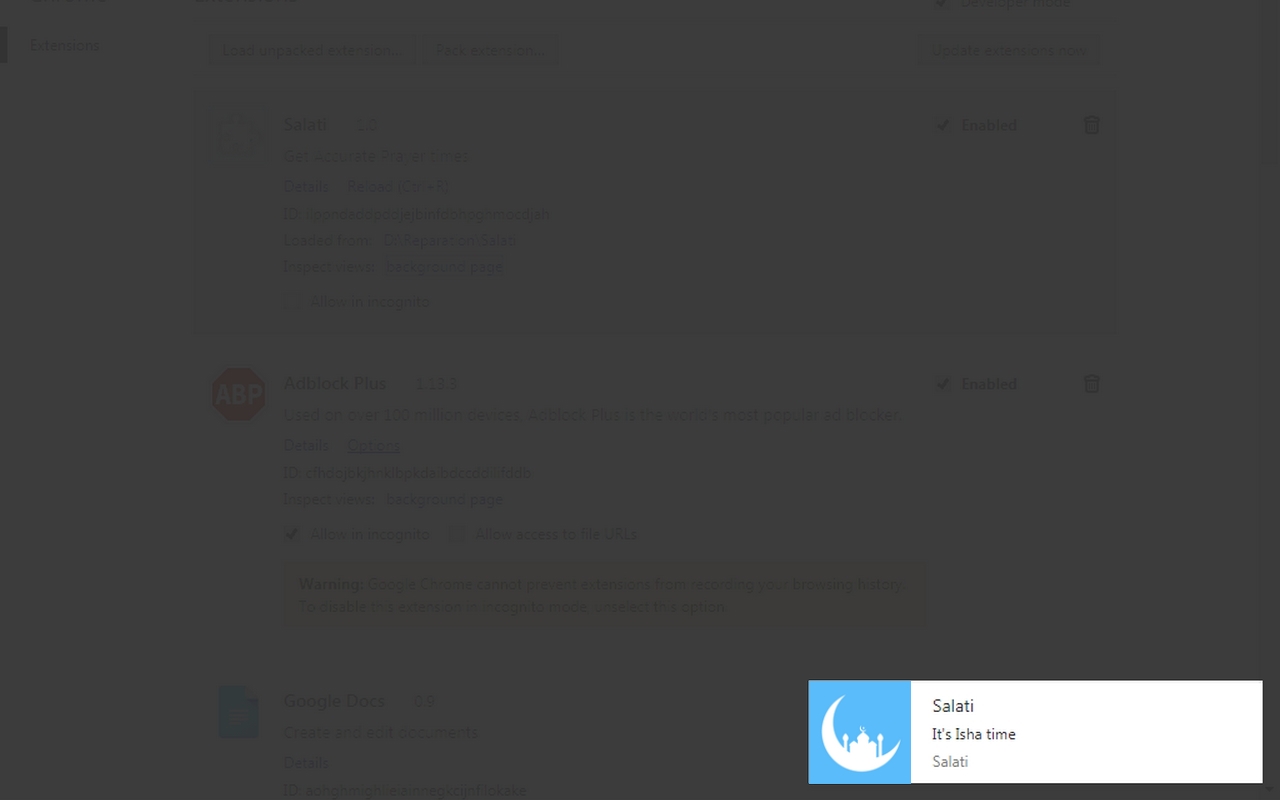 Developer mode
Extensions
Load unpacked extension... Pack extension... Update extensions now
Salati 1.0 Enabled
Get accurate Prayer times
Details Reload (Ctrl+R)
ID:
Loaded from:
Inspect views: background page
Allow in incognito
ABP
Adblock Plus 1.13.3 Enabled
Used on over 100 million devices, Adblock Plus is the world's most popular ad blocker.
Details Options
ID: cfhdojbkjhnklbpkdaibdccddilifddb
Inspect views: background page
Allow in incognito Allow access to file URLs
Warning: Google Chrome cannot prevent extensions from recording your browsing history.
To disable this extension in incognito mode, unselect this option.
Google Docs 0.9
Create and edit documents
Details
ID:
Salati
It's Isha time
Salati